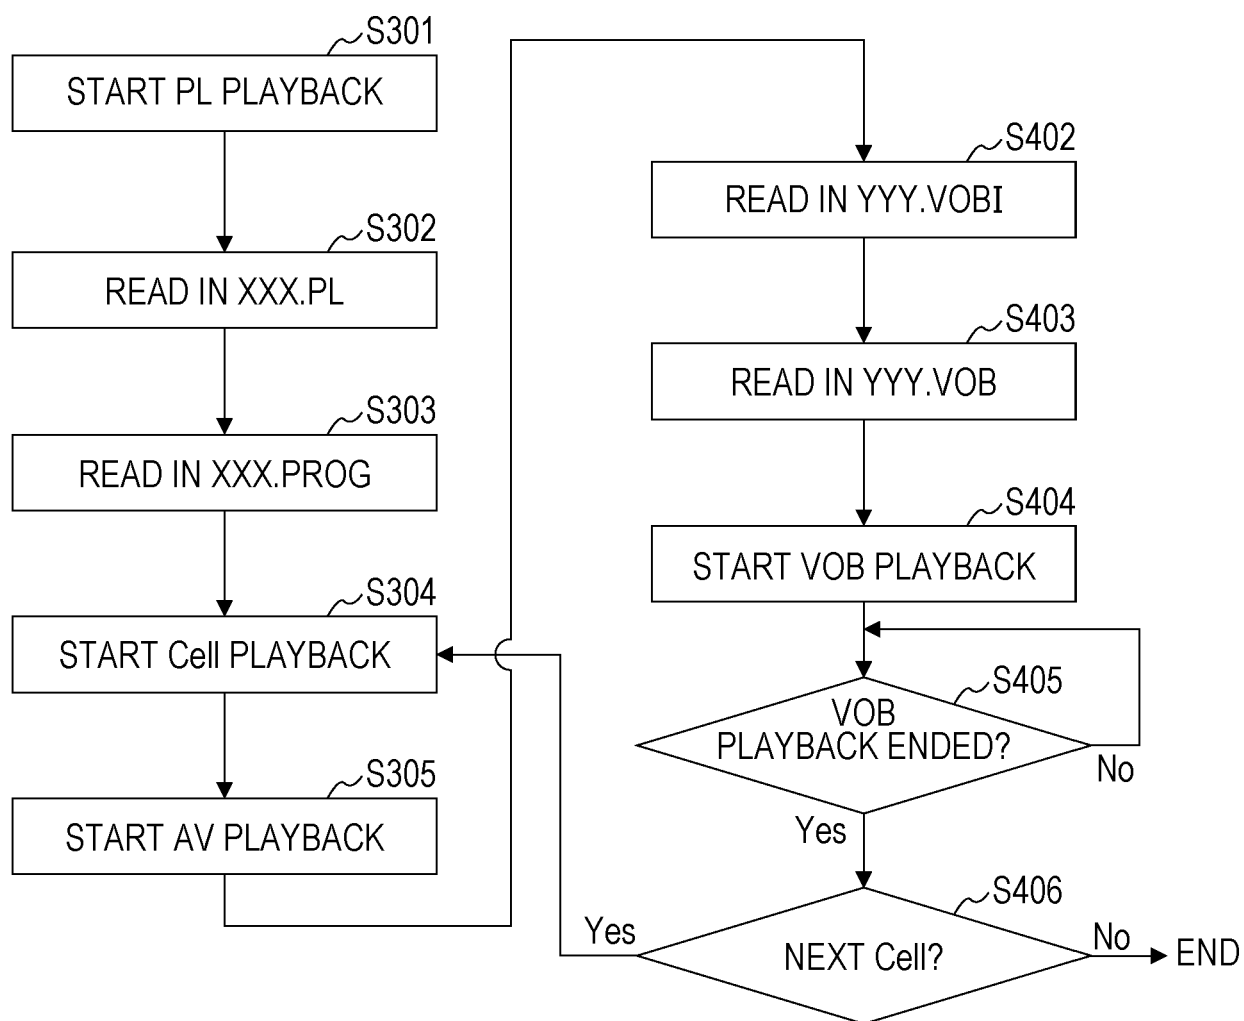 S301
START PL PLAYBACK
S302
READ IN XXX.PL
S303
READ IN XXX.PROG
S304
START Cell PLAYBACK
S305
START AV PLAYBACK
S402
READ IN YYY.VOBI
S403
READ IN YYY.VOB
S404
START VOB PLAYBACK
S405
VOB
PLAYBACK ENDED?
No
Yes
S406
NEXT Cell?
Yes
No
END